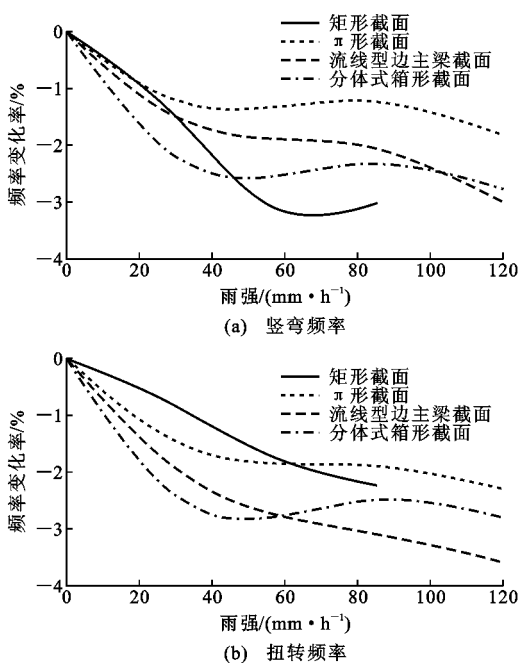 矩形截面
π形截面
流线型边主梁截面
分体式箱形截面
频率变化率/%
0
−1
−2
−3
−4
0 20 40 60 80 100 120
雨强/(mm·h⁻¹)
(a) 竖弯频率
矩形截面
π形截面
流线型边主梁截面
分体式箱形截面
频率变化率/%
0
−1
−2
−3
−4
0 20 40 60 80 100 120
雨强/(mm·h⁻¹)
(b) 扭转频率